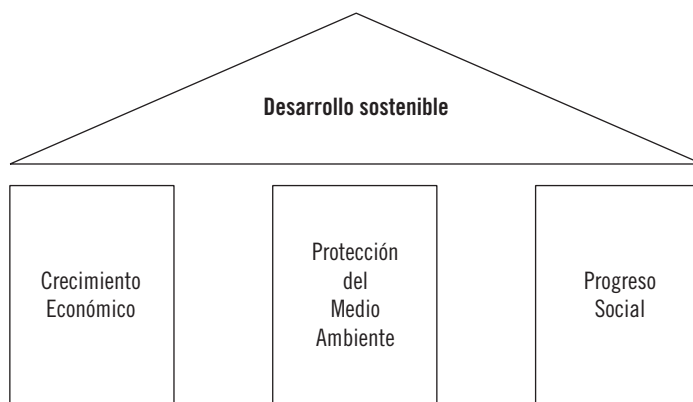 Desarrollo sostenible
Crecimiento
Económico
Protección
del
Medio
Ambiente
Progreso
Social